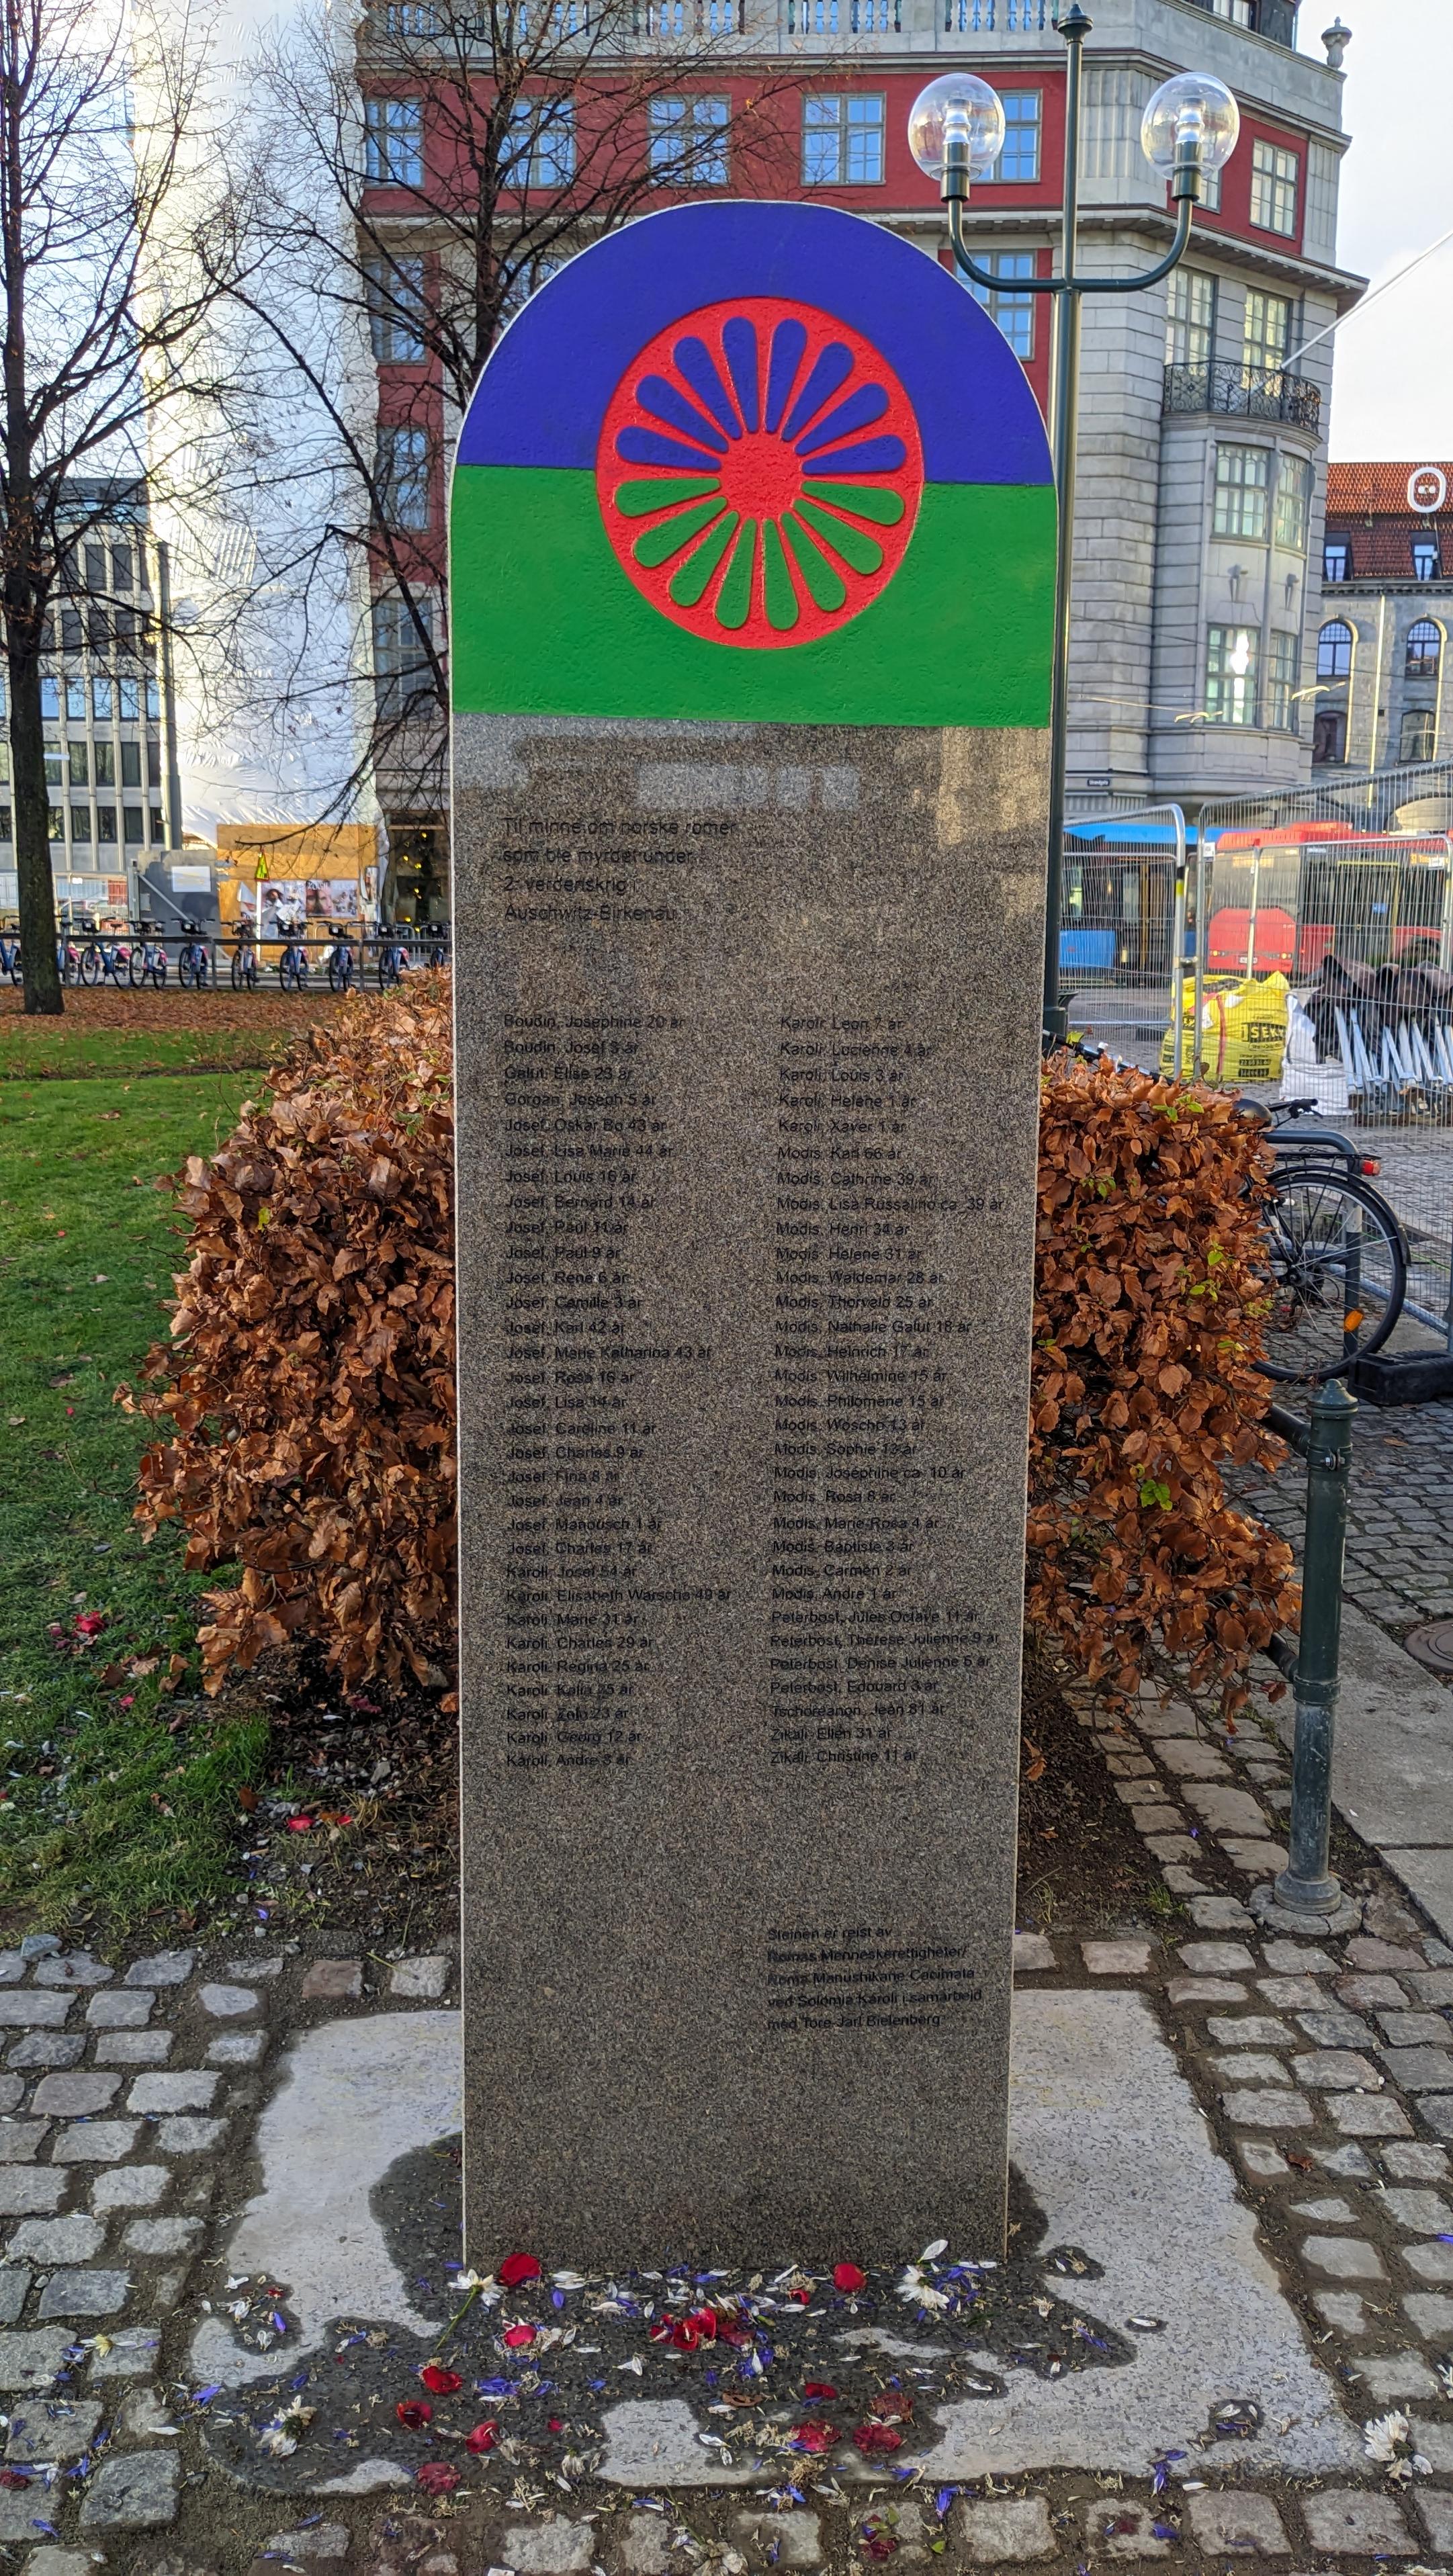 Til minne om norske romer
som ble myrdet under
2. verdenskrig i
Auschwitz-Birkenau
Boudin, Josephine 20 år
Boudin, Josef 3 år
Galut, Elise 23 år
Gorgan, Joseph 5 år
Josef, Oskar Bo 43 år
Josef, Lisa Marie 44 år
Josef, Louis 16 år
Josef, Bernard 14 år
Josef, Paul 11 år
Josef, Paul 9 år
Josef, Rene 6 år
Josef, Camille 3 år
Josef, Karl 42 år
Josef, Marie Katharina 43 år
Josef, Rosa 16 år
Josef, Lisa 14 år
Josef, Caroline 11 år
Josef, Charles 9 år
Josef, Fina 8 år
Josef, Jean 4 år
Josef, Manousch 1 år
Josef, Charles 17 år
Karoli, Josef 54 år
Karoli, Elisabeth Warscha 49 år
Karoli, Marie 31 år
Karoli, Charles 29 år
Karoli, Regina 25 år
Karoli, Kalia år
Karoli, Zolo 23 år
Karoli, Georg 12 år
Karoli, Andre år
Karoli, Leon 7 år
Karoli, Lucienne 4 år
Karoli, Louis 3 år
Karoli, Helene 1 år
Karoli, Xaver 1 år
Modis, Karl 66 år
Modis, Cathrine 39 år
Modis, Lisa Russalino ca. 39 år
Modis, Henri 34 år
Modis, Helene 31 år
Modis, Waldemar 28 år
Modis, Thorvald 25 år
Modis, Nathalie Galut 18 år
Modis, Heinrich 17 år
Modis, Wilhelmine 15 år
Modis, Philomene 15 år
Modis, Woscho 13 år
Modis, Sophie 12 år
Modis, Josephine ca. 10 år
Modis, Rosa år
Modis, Marie-Rosa 4 år
Modis, Baptiste 3 år
Modis, Carmen 2 år
Modis, Andre 1 år
Peterbost, Jules Octave 11 år
Peterbost, Thérese Julienne 9 år
Peterbost, Denise Julienne år
Peterbost, Edouard 3 år
Tschoreanon, Jean 81 år
Zikali, Ellen 31 år
Zikali, Christine 11 år
Steinen er reist av
Romas Menneskerettigheter/
Roma Manushikane Cacimata
ved Solomia Karoli i samarbejd
med Tore Jarl Bielenberg